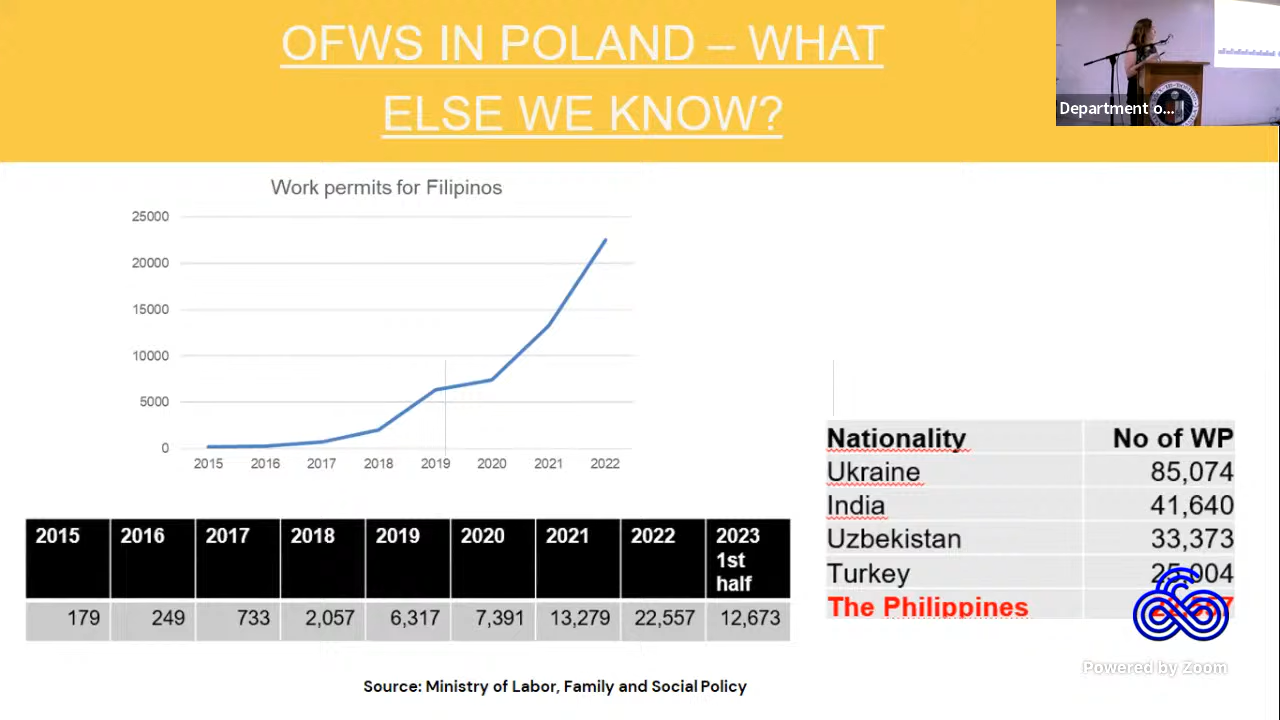 OFWS IN POLAND – WHAT
ELSE WE KNOW?
Department o...
Work permits for Filipinos
25000
20000
15000
10000
5000
0
2015 2016 2017 2018 2019 2020 2021 2022
2015 2016 2017 2018 2019 2020 2021 2022 2023
1st
half
179 249 733 2,057 6,317 7,391 13,279 22,557 12,673
Nationality No of WP
Ukraine 85,074
India 41,640
Uzbekistan 33,373
Turkey 25,004
The Philippines
Powered by Zoom
Source: Ministry of Labor, Family and Social Policy